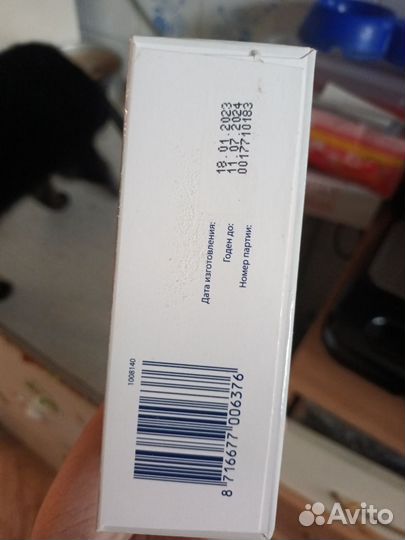 Дата изготовления: 18.01.2023
Годен до: 11.07.2024
Номер партии: 0017710183
1008140
8 716677 006376
Avito